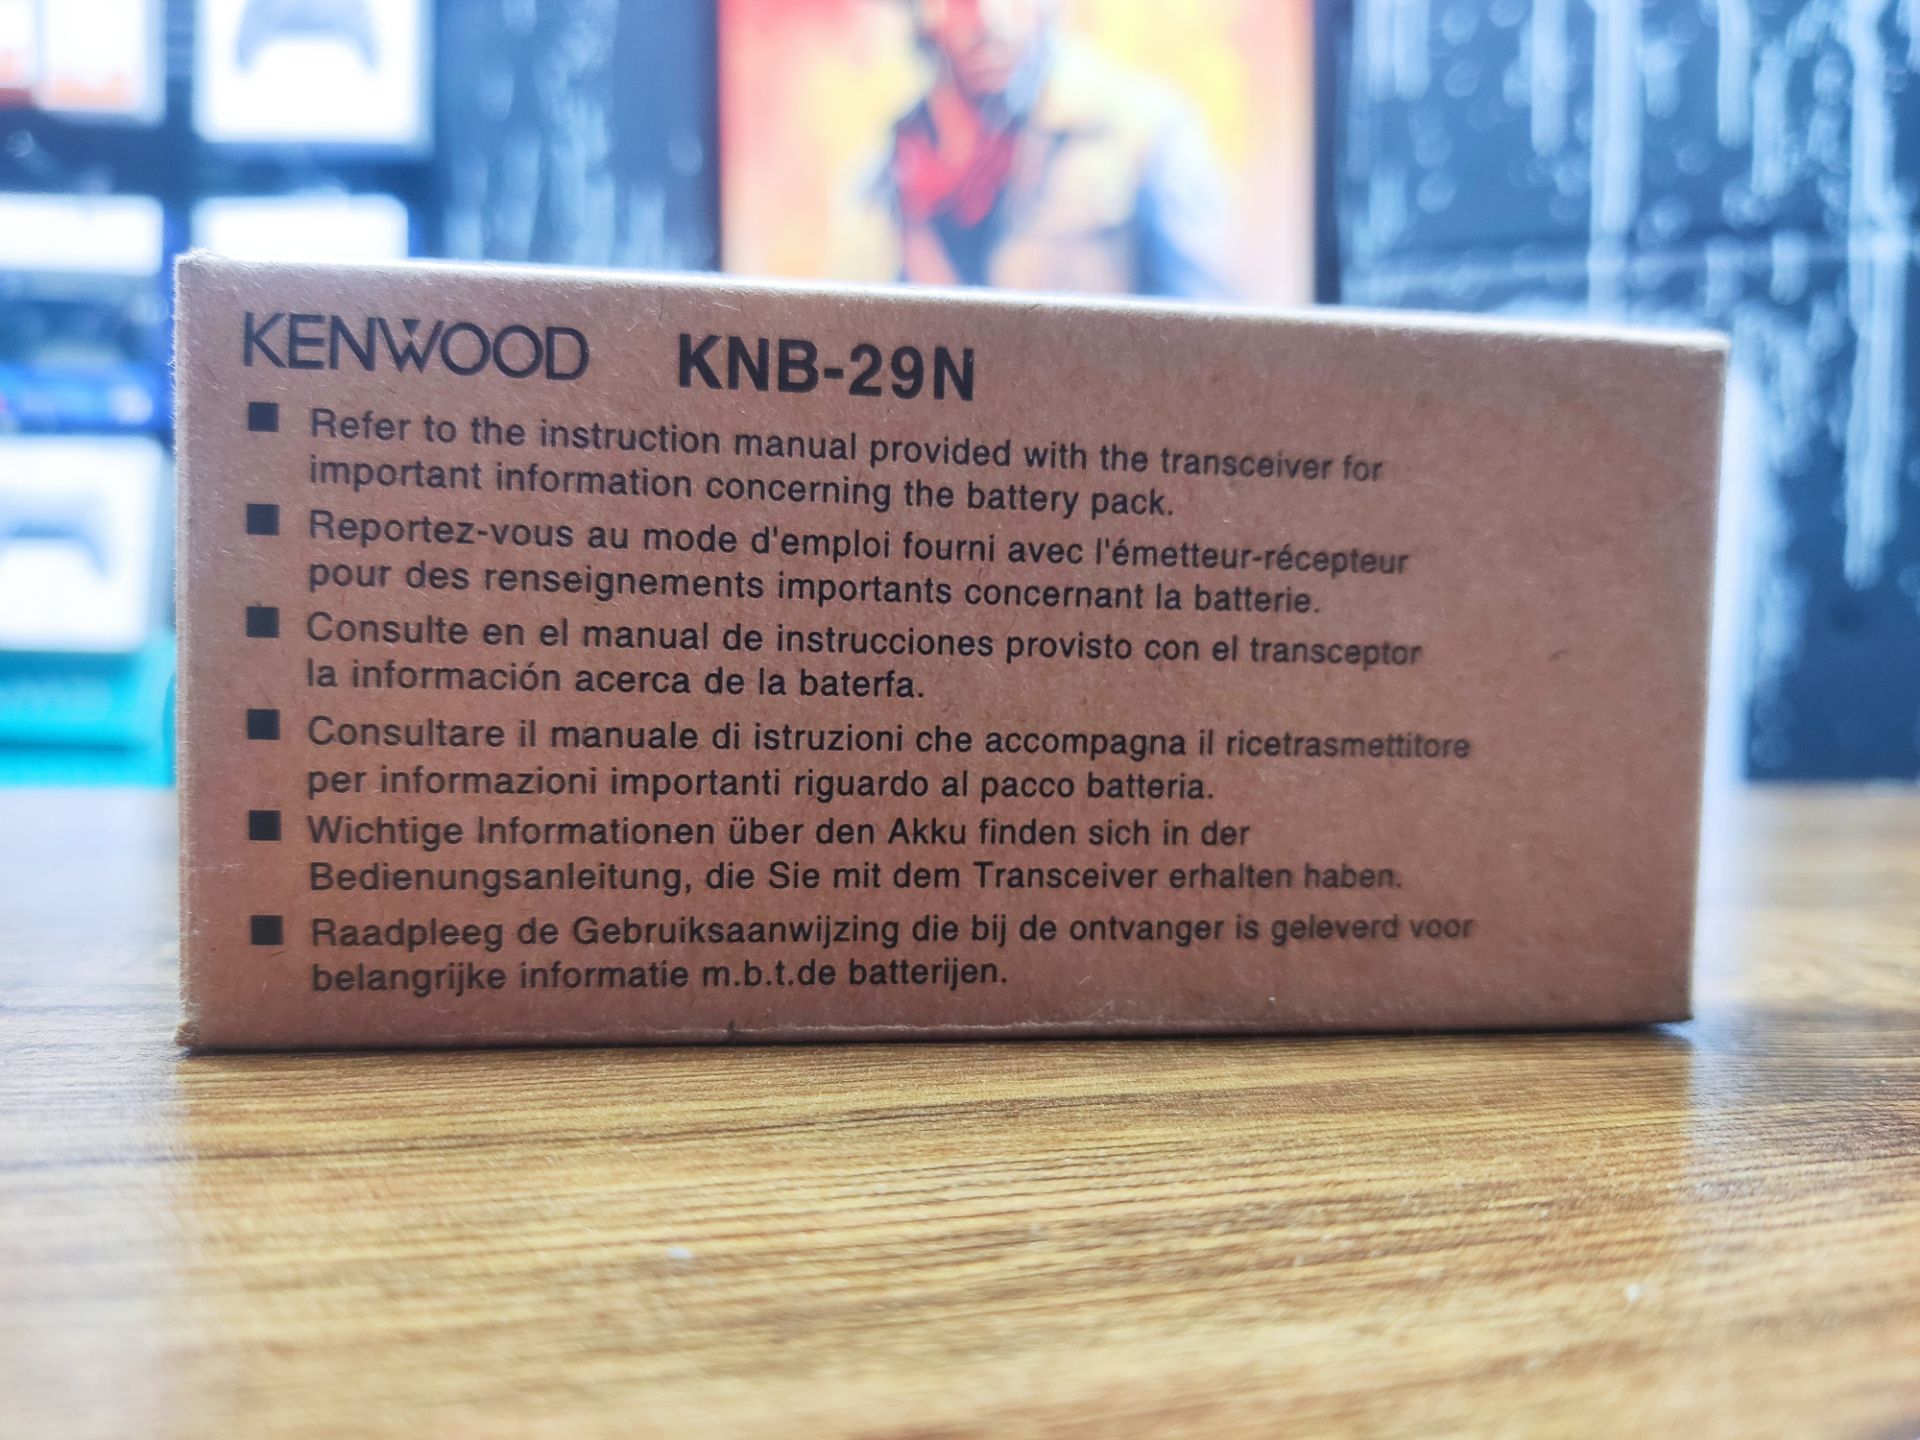 KENWOOD KNB-29N
■ Refer to the instruction manual provided with the transceiver for
important information concerning the battery pack.
■ Reportez-vous au mode d'emploi fourni avec l'émetteur-récepteur
pour des renseignements importants concernant la batterie.
■ Consulte en el manual de instrucciones provisto con el transceptor
la información acerca de la baterfa.
■ Consultare il manuale di istruzioni che accompagna il ricetrasmettitore
per informazioni importanti riguardo al pacco batteria.
■ Wichtige Informationen über den Akku finden sich in der
Bedienungsanleitung, die Sie mit dem Transceiver erhalten haben.
■ Raadpleeg de Gebruiksaanwijzing die bij de ontvanger is geleverd voor
belangrijke informatie m.b.t.de batterijen.